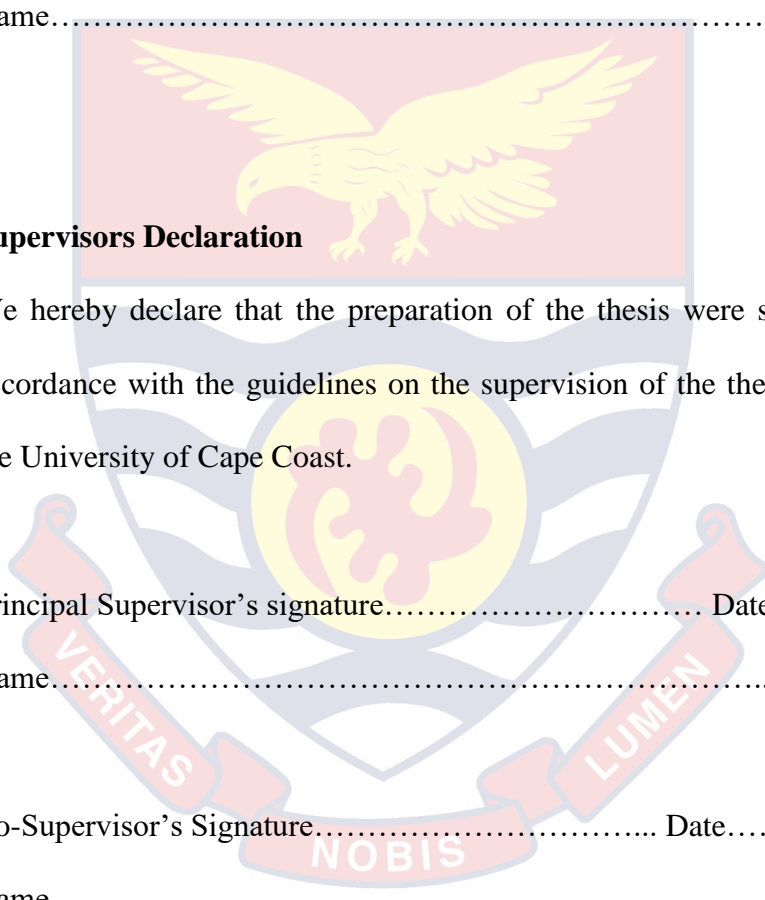 ame……………………………………………………………………
upervisors Declaration
e hereby declare that the preparation of the thesis were s
ccordance with the guidelines on the supervision of the the
e University of Cape Coast.
rincipal Supervisor’s signature………………………… Date
ame…………………………………………………………..
o-Supervisor’s Signature…………………………... Date….
ame
VERITAS
NOBIS
LUMEN